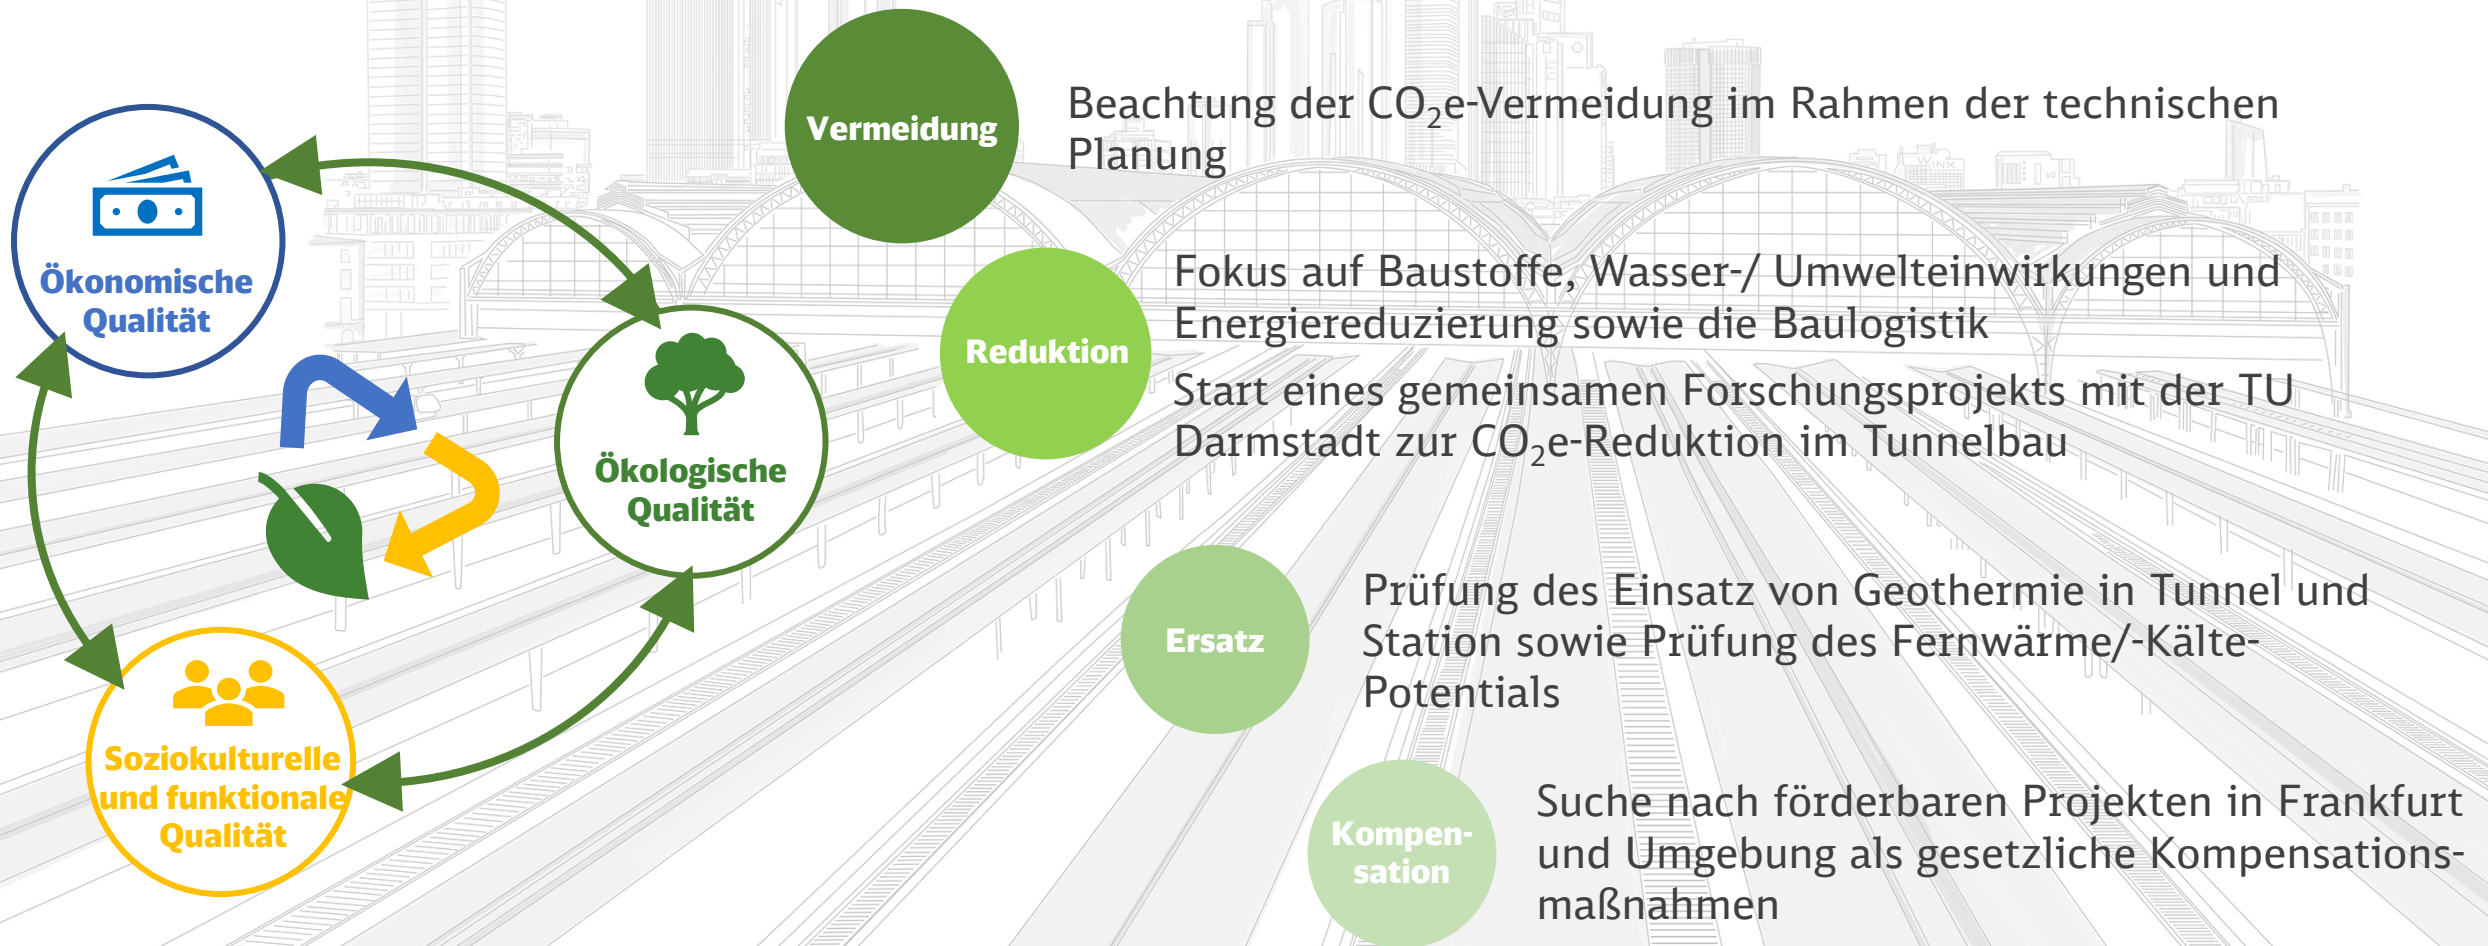 Ökonomische
Qualität
Ökologische
Qualität
Soziokulturelle
und funktionale
Qualität
Vermeidung
Beachtung der CO₂e-Vermeidung im Rahmen der technischen
Planung
Reduktion
Fokus auf Baustoffe, Wasser-/ Umwelteinwirkungen und
Energiereduzierung sowie die Baulogistik
Start eines gemeinsamen Forschungsprojekts mit der TU
Darmstadt zur CO₂e-Reduktion im Tunnelbau
Ersatz
Prüfung des Einsatz von Geothermie in Tunnel und
Station sowie Prüfung des Fernwärme/-Kälte-
Potentials
Kompen-
sation
Suche nach förderbaren Projekten in Frankfurt
und Umgebung als gesetzliche Kompensations-
maßnahmen
WINX